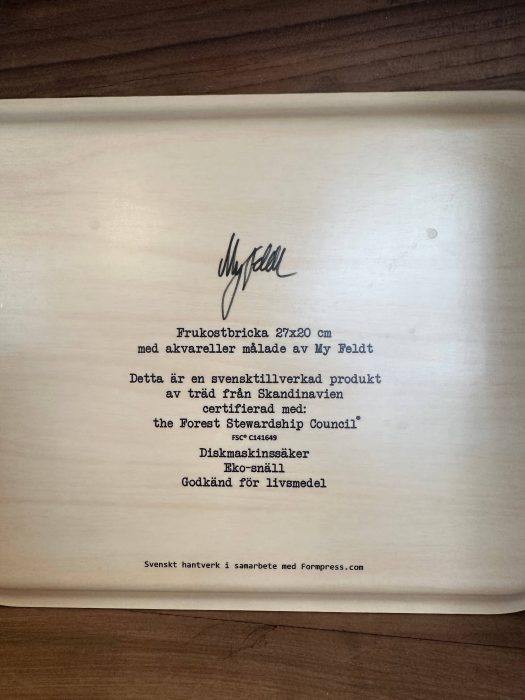 My Feldt
Frukostbricka 27x20 cm
med akvareller målade av My Feldt
Detta är en svensktillverkad produkt
av träd från Skandinavien
certifierad med:
the Forest Stewardship Council®
FSC® C141649
Diskmaskinssäker
Eko-snäll
Godkänd för livsmedel
Svenskt hantverk i samarbete med Formpress.com